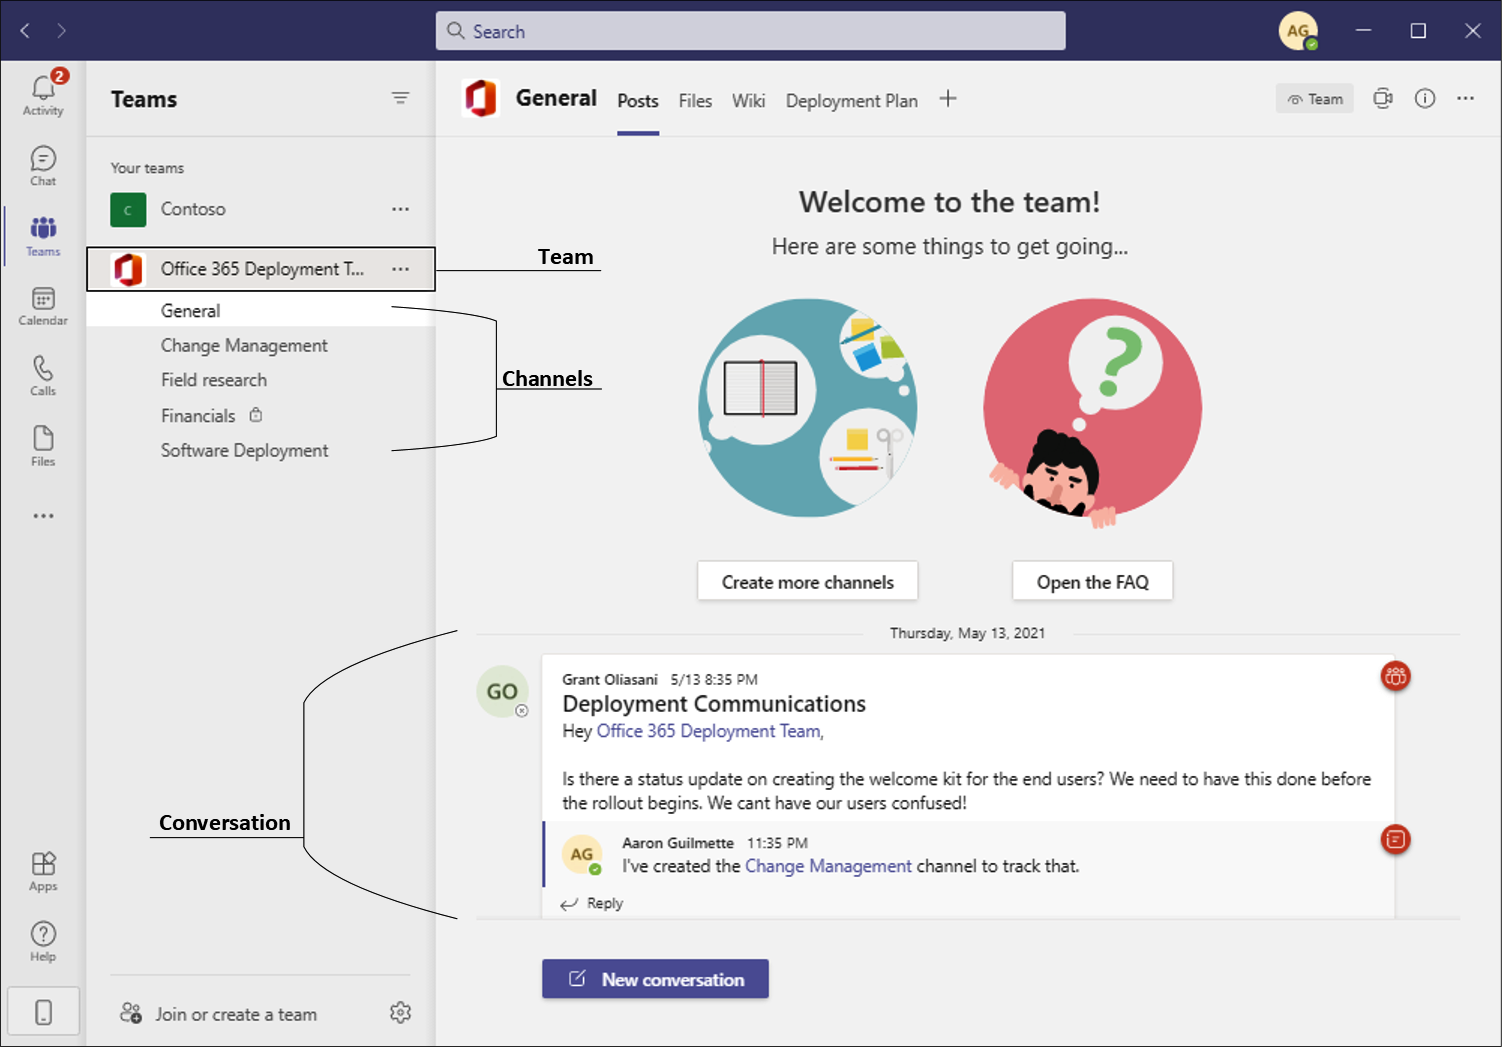 Search
AG
2
Activity
Chat
Teams
Calendar
Calls
Files
Apps
Help
Teams
Your teams
C
Contoso
Office 365 Deployment T...
General
Change Management
Field research
Financials
Software Deployment
Join or create a team
Team
Channels
Conversation
General
Posts
Files
Wiki
Deployment Plan
Team
Welcome to the team!
Here are some things to get going...
?
Create more channels
Open the FAQ
Thursday, May 13, 2021
GO
Grant Oliasani 5/13 8:35 PM
Deployment Communications
Hey Office 365 Deployment Team,
Is there a status update on creating the welcome kit for the end users? We need to have this done before
the rollout begins. We cant have our users confused!
AG
Aaron Guilmette 11:35 PM
I've created the Change Management channel to track that.
Reply
New conversation